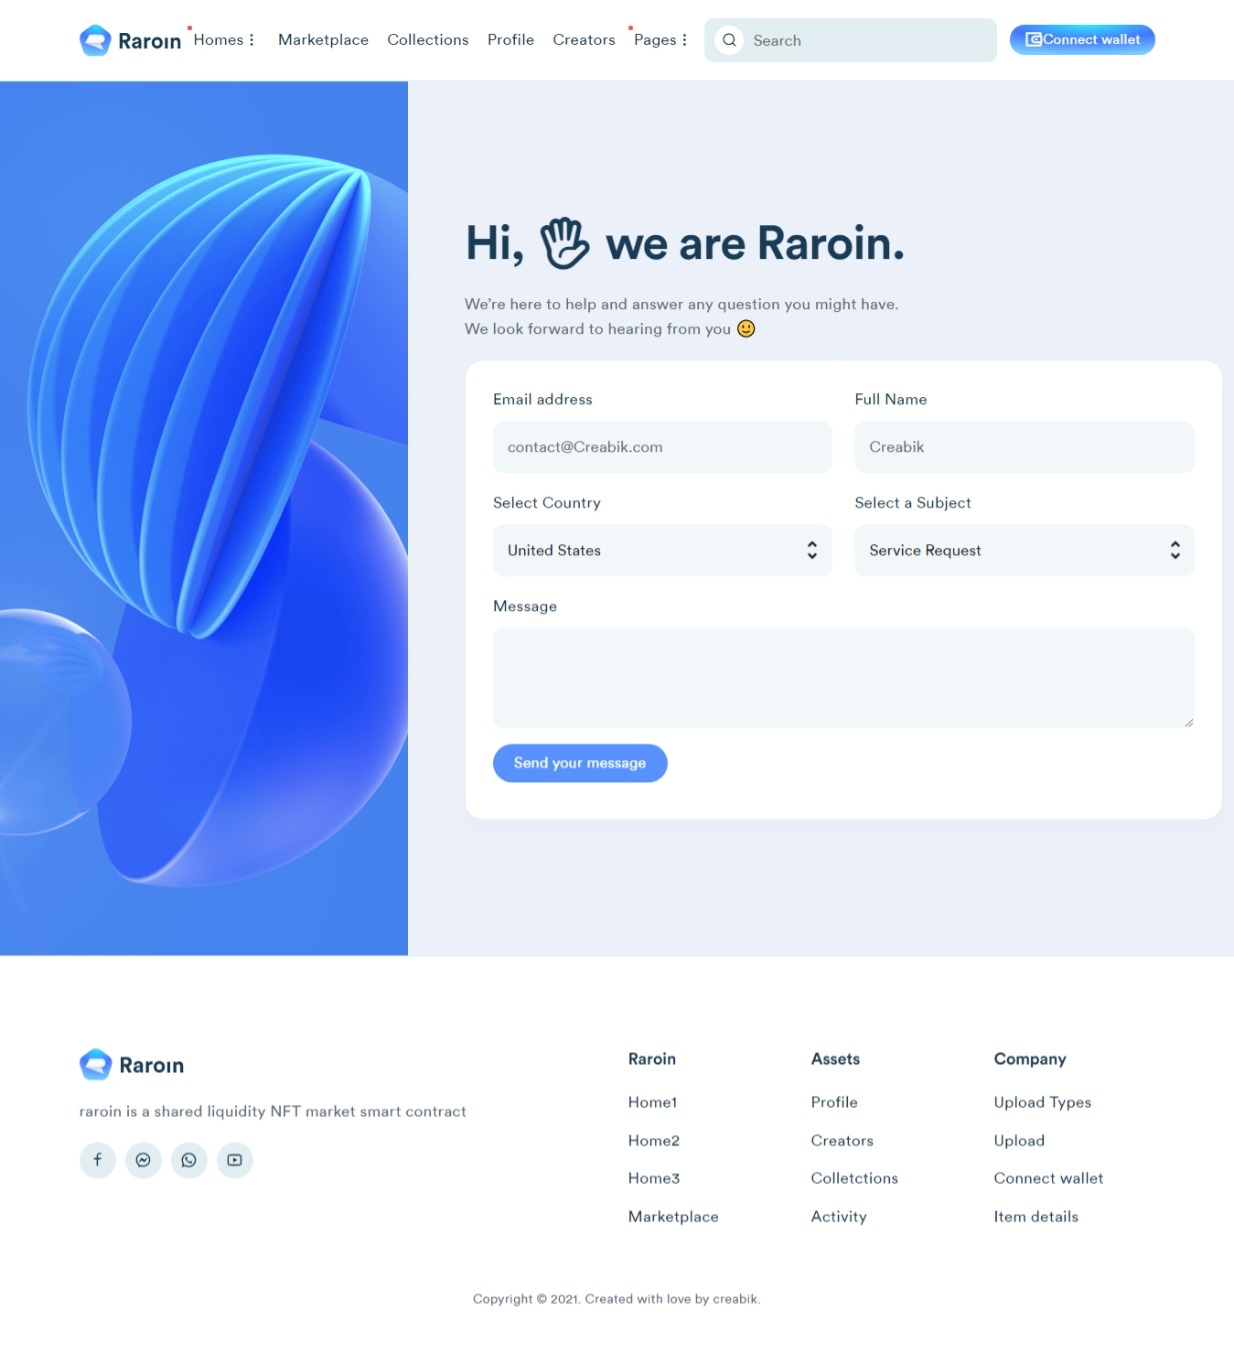 Raroın
Homes
Marketplace
Collections
Profile
Creators
Pages
Search
Connect wallet
Hi, 👋 we are Raroin.
We're here to help and answer any question you might have.
We look forward to hearing from you 🙂
Email address
Full Name
contact@Creabik.com
Creabik
Select Country
Select a Subject
United States
Service Request
Message
Send your message
Raroın
raroin is a shared liquidity NFT market smart contract
Raroin
Home1
Home2
Home3
Marketplace
Assets
Profile
Creators
Colletctions
Activity
Company
Upload Types
Upload
Connect wallet
Item details
Copyright © 2021. Created with love by creabik.